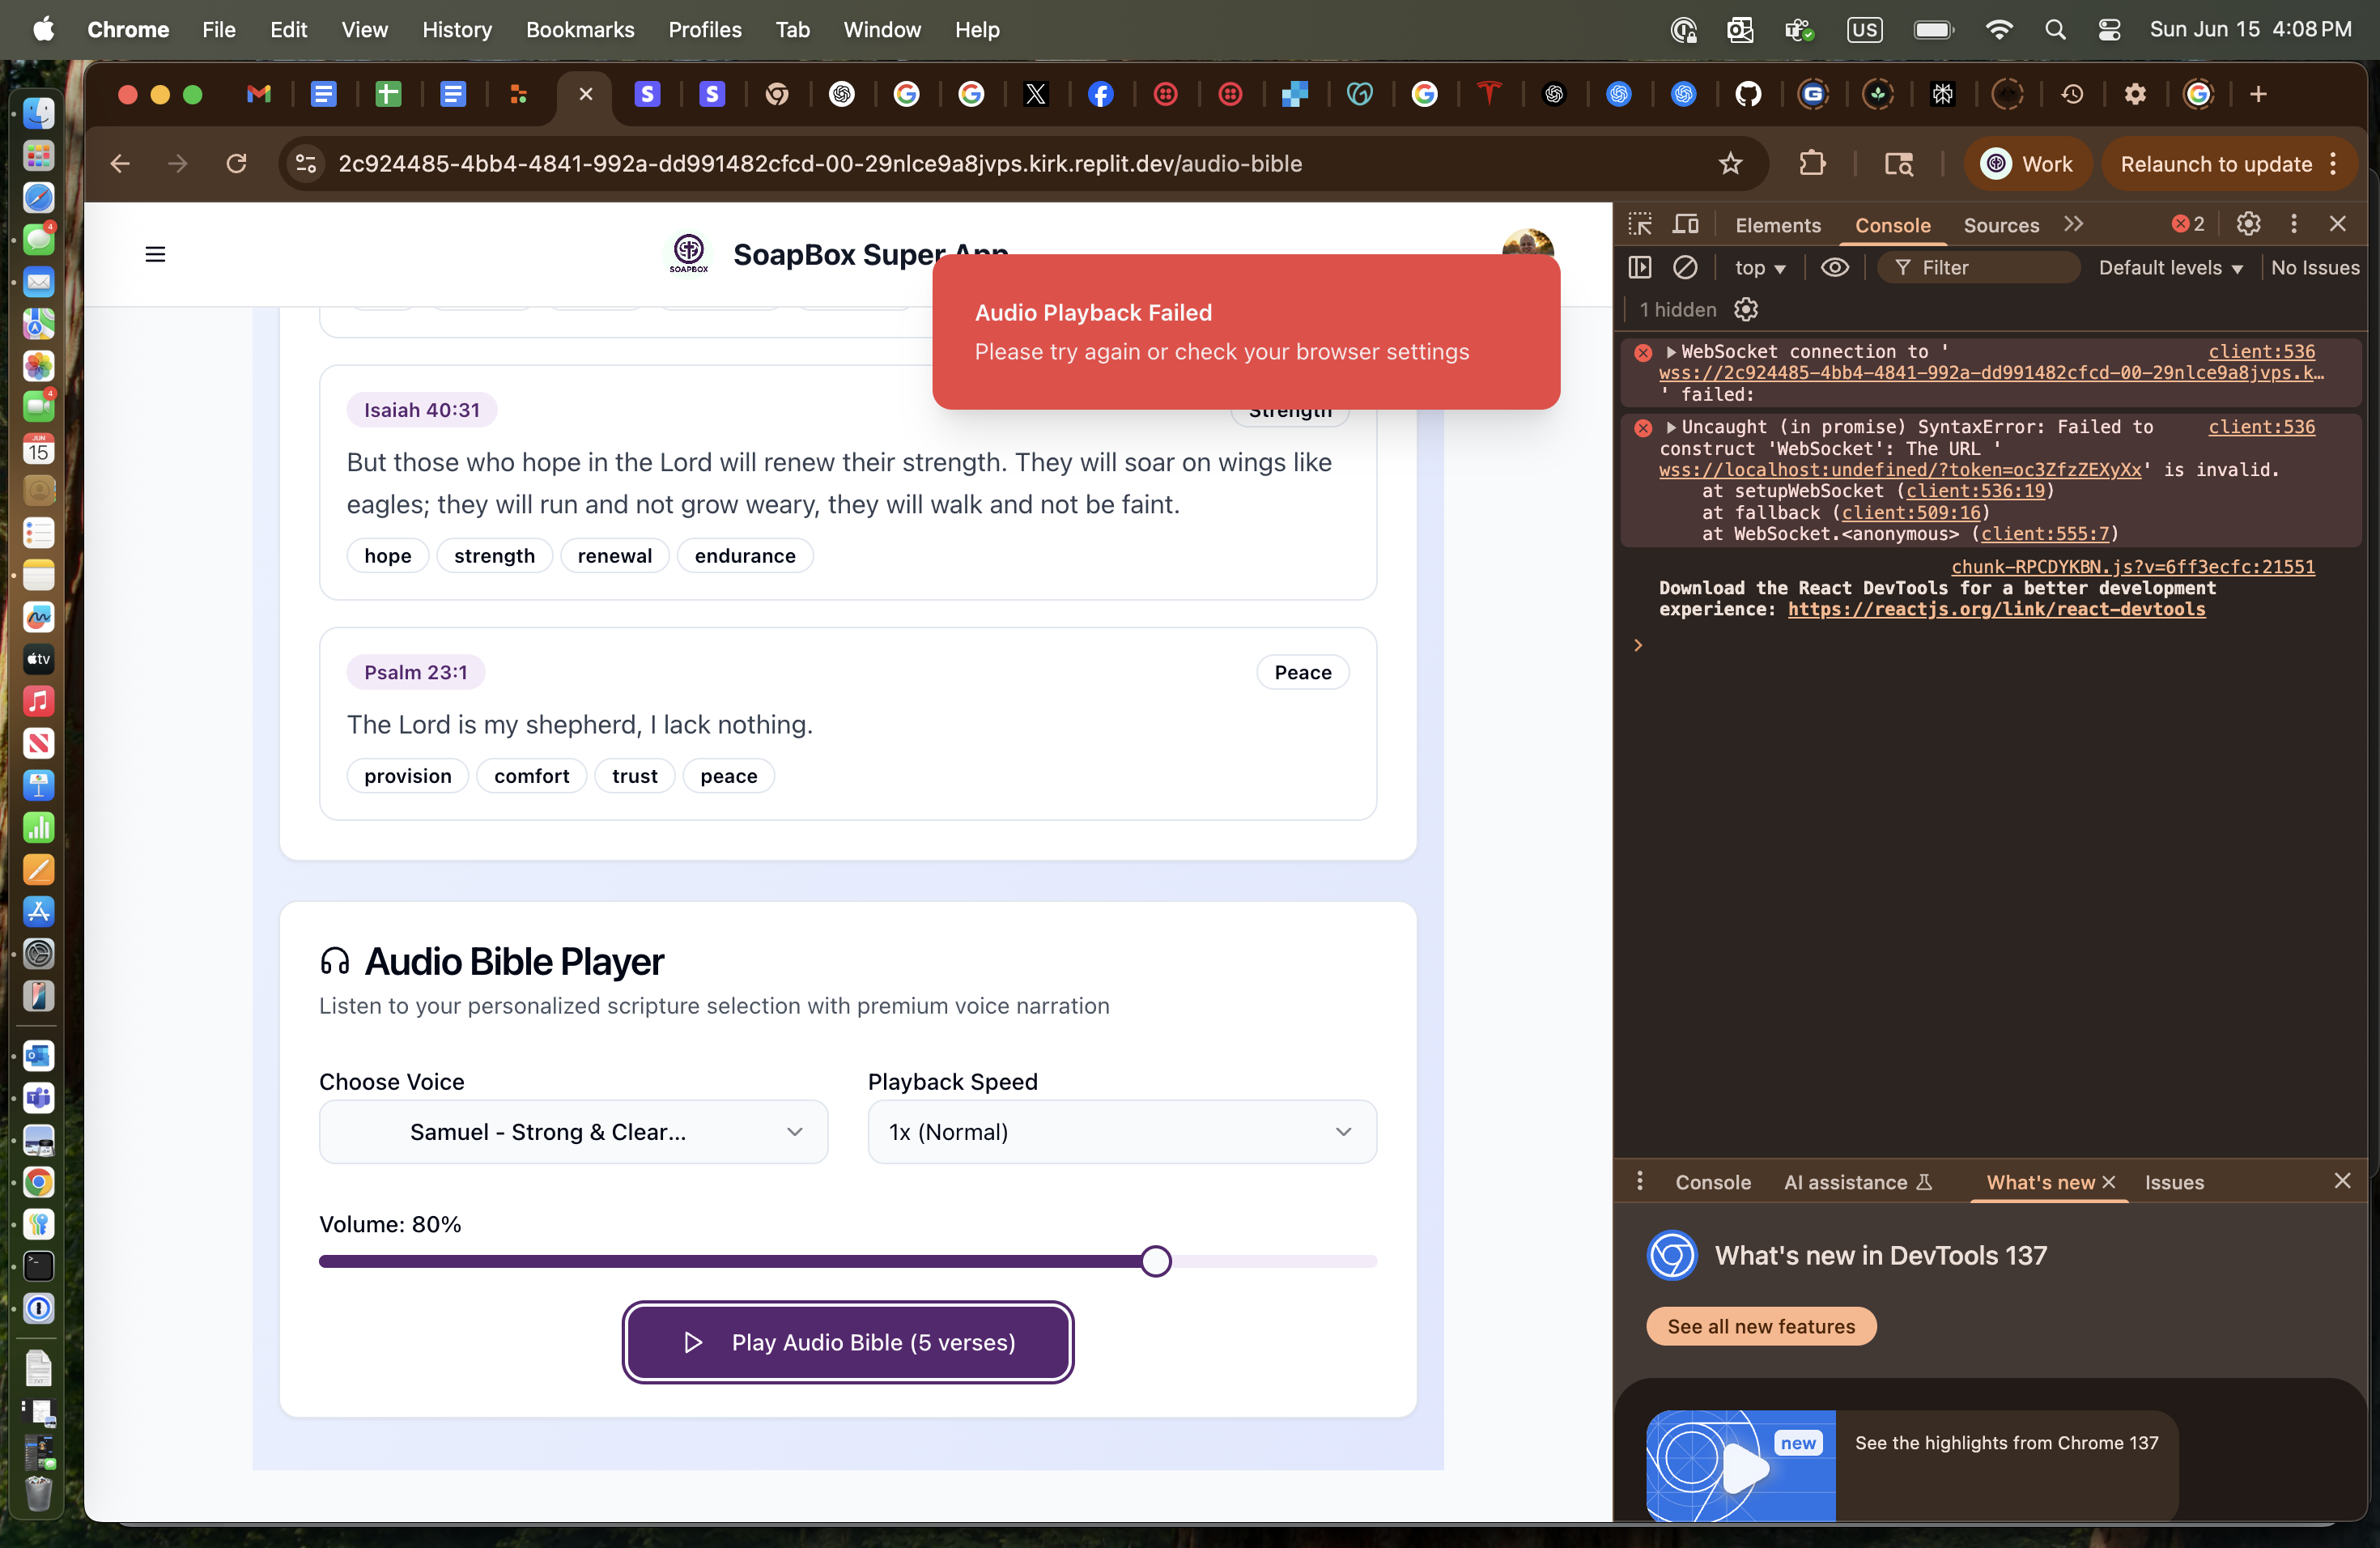 Chrome File Edit View History Bookmarks Profiles Tab Window Help
US
Sun Jun 15 4:08 PM
2c924485-4bb4-4841-992a-dd991482cfcd-00-29nlce9a8jvps.kirk.replit.dev/audio-bible
Work
Relaunch to update
SOAPBOX
SoapBox Super App
Audio Playback Failed
Please try again or check your browser settings
Isaiah 40:31
Strength
But those who hope in the Lord will renew their strength. They will soar on wings like
eagles; they will run and not grow weary, they will walk and not be faint.
hope strength renewal endurance
Psalm 23:1
Peace
The Lord is my shepherd, I lack nothing.
provision comfort trust peace
Audio Bible Player
Listen to your personalized scripture selection with premium voice narration
Choose Voice
Playback Speed
Samuel - Strong & Clear...
1x (Normal)
Volume: 80%
Play Audio Bible (5 verses)
Elements Console Sources
2
top
Filter
Default levels
No Issues
1 hidden
WebSocket connection to ' client:536
wss://2c924485-4bb4-4841-992a-dd991482cfcd-00-29nlce9a8jvps.k…
' failed:
Uncaught (in promise) SyntaxError: Failed to client:536
construct 'WebSocket': The URL '
wss://localhost:undefined/?token=oc3ZfzZEXyXx' is invalid.
at setupWebSocket (client:536:19)
at fallback (client:509:16)
at WebSocket.<anonymous> (client:555:7)
chunk-RPCDYKBN.js?v=6ff3ecfc:21551
Download the React DevTools for a better development
experience: https://reactjs.org/link/react-devtools
Console AI assistance What's new Issues
What's new in DevTools 137
See all new features
new
See the highlights from Chrome 137
4
4
JUN
15
tv